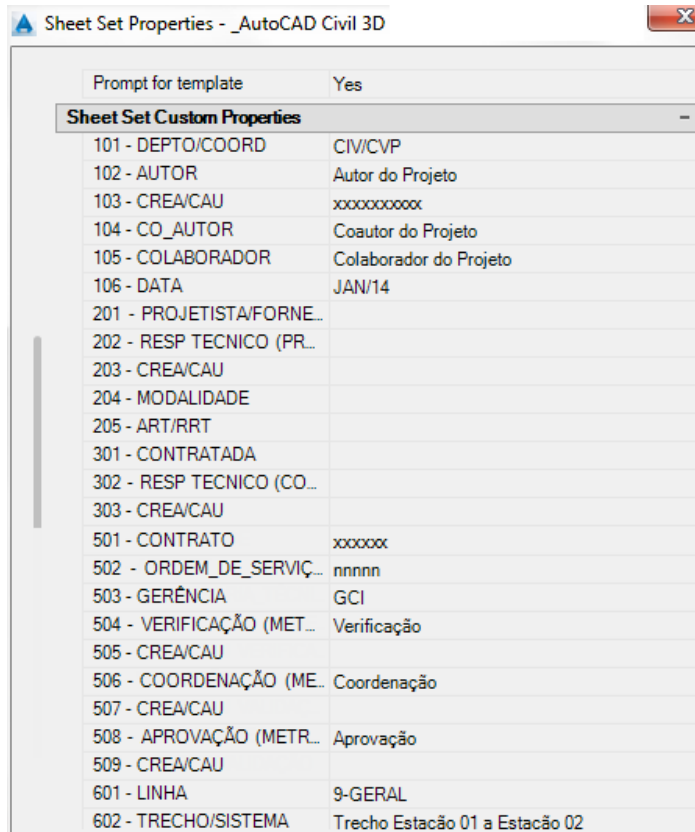 Sheet Set Properties - _AutoCAD Civil 3D
Prompt for template Yes
Sheet Set Custom Properties
101 - DEPTO/COORD CIV/CVP
102 - AUTOR Autor do Projeto
103 - CREA/CAU xxxxxxxxxx
104 - CO_AUTOR Coautor do Projeto
105 - COLABORADOR Colaborador do Projeto
106 - DATA JAN/14
201 - PROJETISTA/FORNE...
202 - RESP TECNICO (PR...
203 - CREA/CAU
204 - MODALIDADE
205 - ART/RRT
301 - CONTRATADA
302 - RESP TECNICO (CO...
303 - CREA/CAU
501 - CONTRATO xxxxxx
502 - ORDEM_DE_SERVIÇ... nnnnn
503 - GERÊNCIA GCI
504 - VERIFICAÇÃO (MET... Verificação
505 - CREA/CAU
506 - COORDENAÇÃO (ME... Coordenação
507 - CREA/CAU
508 - APROVAÇÃO (METR... Aprovação
509 - CREA/CAU
601 - LINHA 9-GERAL
602 - TRECHO/SISTEMA Trecho Estacão 01 a Estacão 02